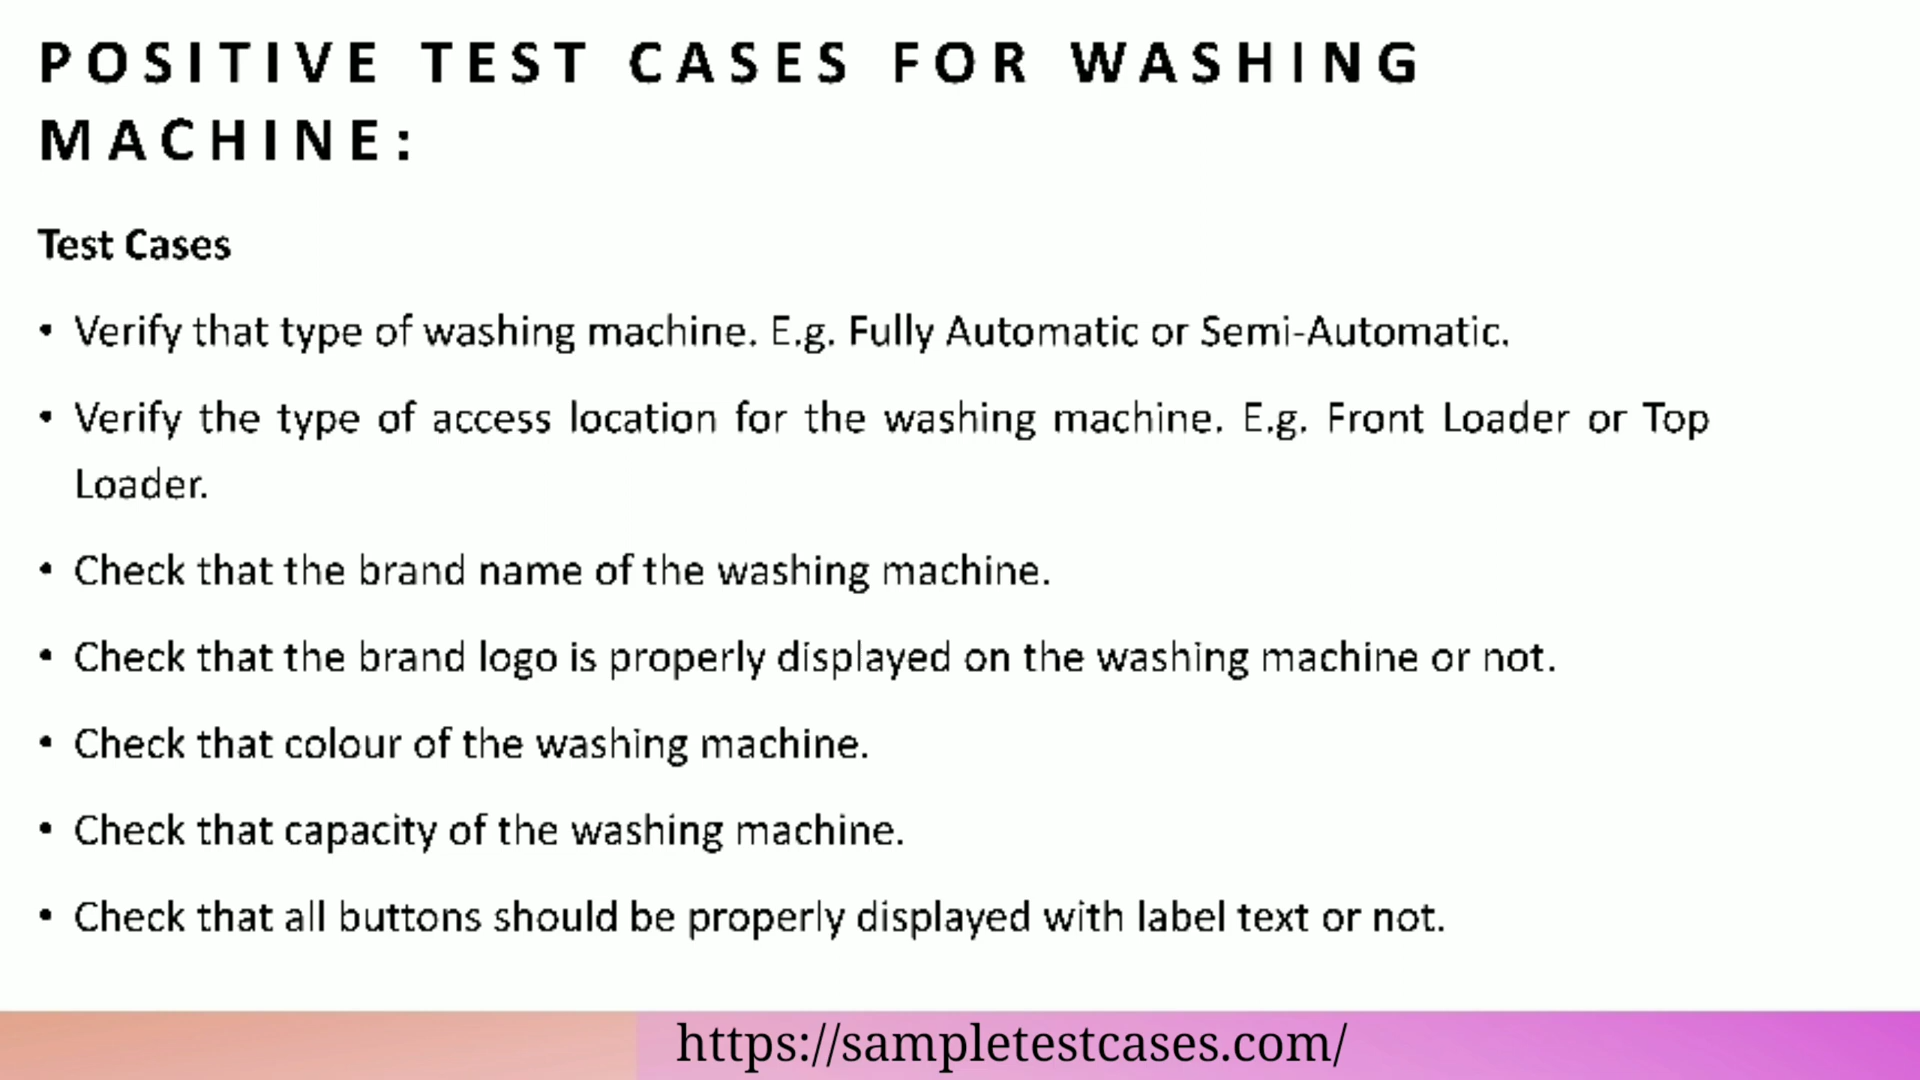 POSITIVE TEST CASES FOR WASHING
MACHINE:
Test Cases
• Verify that type of washing machine. E.g. Fully Automatic or Semi-Automatic.
• Verify the type of access location for the washing machine. E.g. Front Loader or Top
Loader.
• Check that the brand name of the washing machine.
• Check that the brand logo is properly displayed on the washing machine or not.
• Check that colour of the washing machine.
• Check that capacity of the washing machine.
• Check that all buttons should be properly displayed with label text or not.
https://sampletestcases.com/